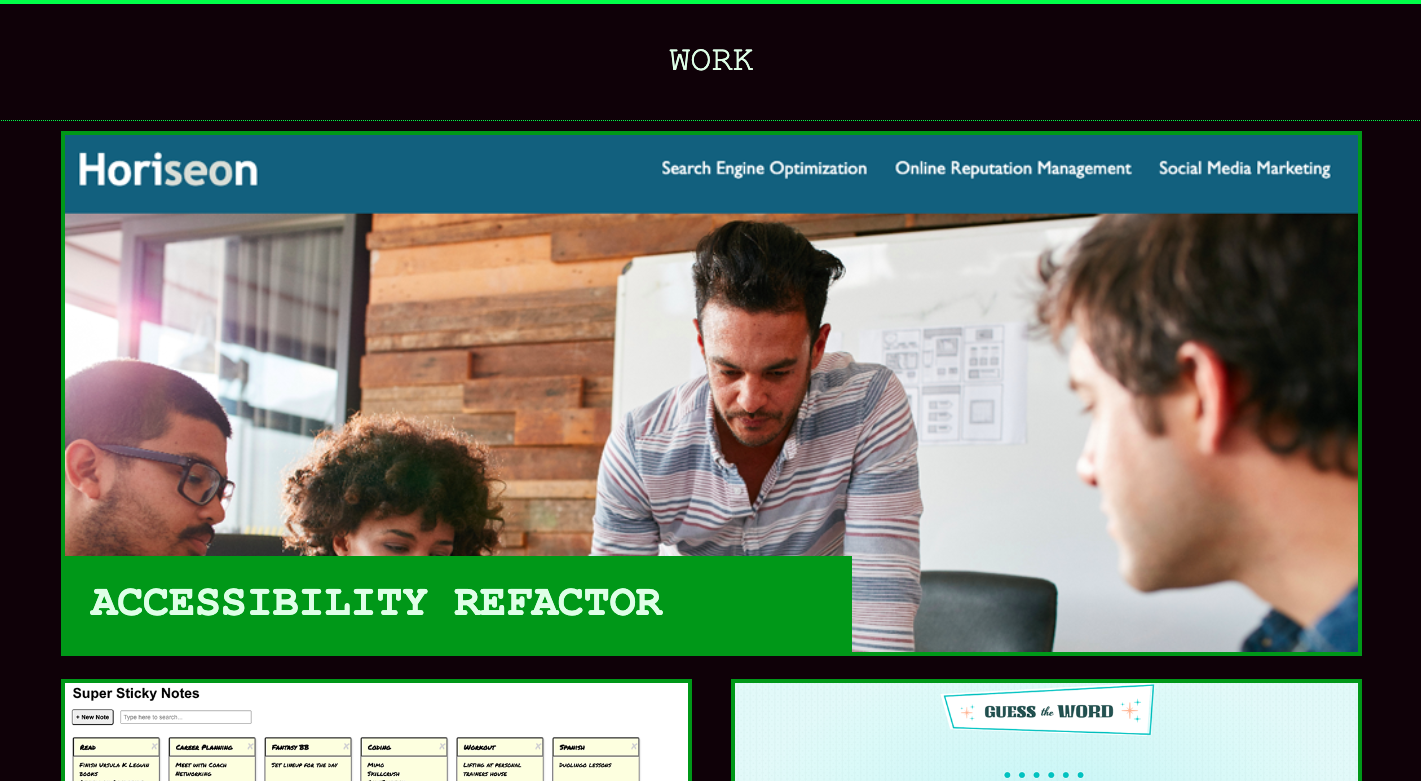 WORK
Horiseon Search Engine Optimization Online Reputation Management Social Media Marketing
ACCESSIBILITY REFACTOR
Super Sticky Notes
+ New Note Type here to search...
Read x Career Planning x Fantasy BB x Coding x Workout x Spanish x
Finish Ursula K Leguin books
Meet with Coach
Networking
Set lineup for the day
Mimo
Skillcrush
Lifting at personal
trainers house
Duolingo lessons
GUESS the WORD